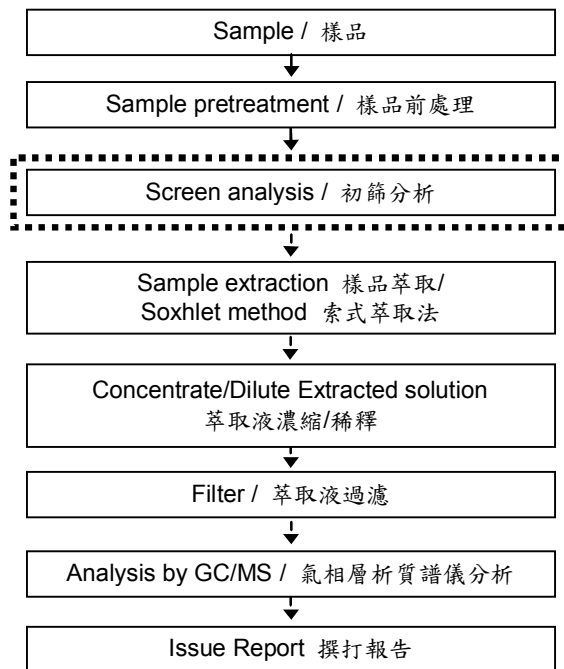 Sample / 樣品
Sample pretreatment / 樣品前處理
Screen analysis / 初篩分析
Sample extraction 樣品萃取/
Soxhlet method 索式萃取法
Concentrate/Dilute Extracted solution
萃取液濃縮/稀釋
Filter / 萃取液過濾
Analysis by GC/MS / 氣相層析質譜儀分析
Issue Report 撰打報告